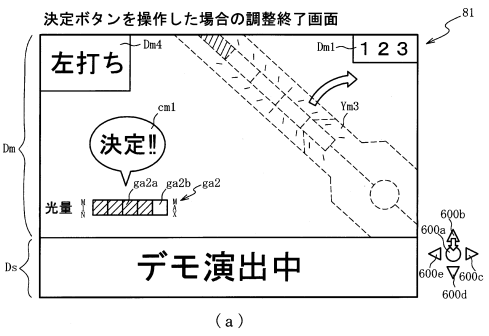 決定ボタンを操作した場合の調整終了画面
81
左打ち
Dm4
Dm1
123
cm1
Ym3
Dm
決定!!
ga2a
ga2b
ga2
光量
MIN
MAX
600b
600a
Ds
デモ演出中
600e
600c
600d
(a)